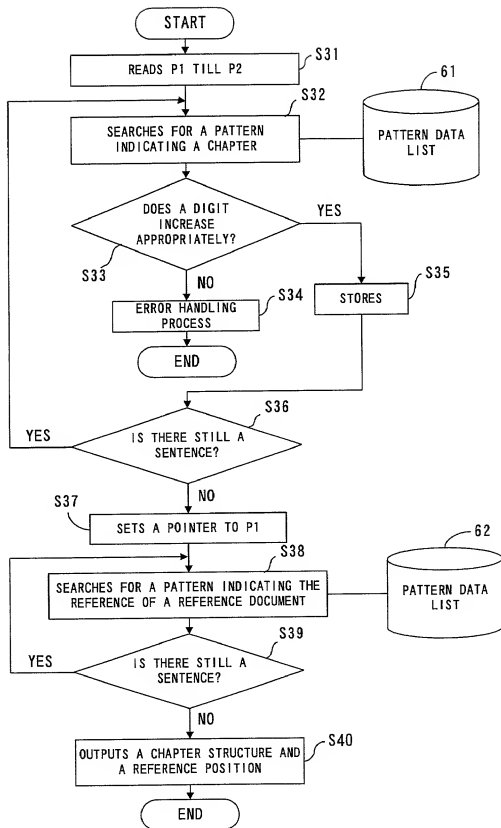 START
READS P1 TILL P2
S31
SEARCHES FOR A PATTERN
INDICATING A CHAPTER
S32
61
PATTERN DATA
LIST
DOES A DIGIT
INCREASE
APPROPRIATELY?
YES
S33
NO
S34
S35
ERROR HANDLING
PROCESS
STORES
END
S36
YES
IS THERE STILL A
SENTENCE?
NO
S37
SETS A POINTER TO P1
S38
62
SEARCHES FOR A PATTERN INDICATING THE
REFERENCE OF A REFERENCE DOCUMENT
PATTERN DATA
LIST
S39
YES
IS THERE STILL A
SENTENCE?
NO
S40
OUTPUTS A CHAPTER STRUCTURE AND
A REFERENCE POSITION
END